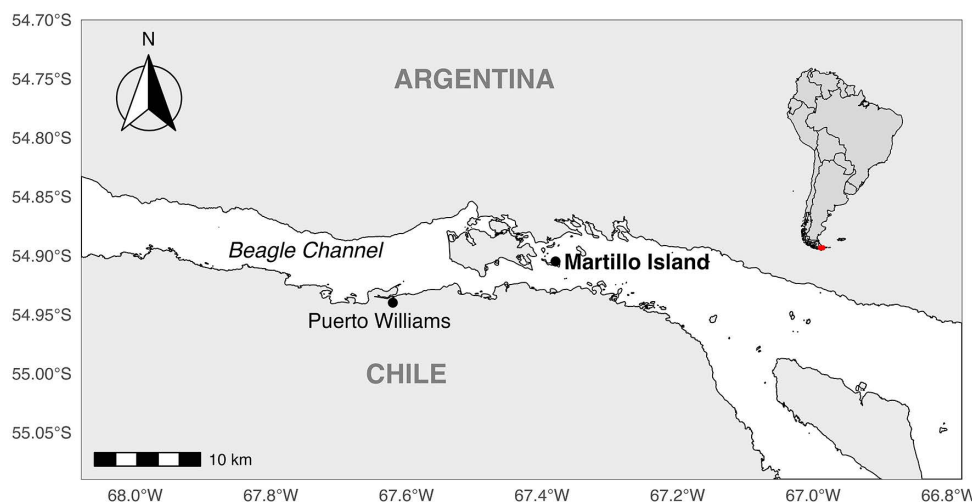 54.70°S
N
54.75°S
ARGENTINA
54.80°S
54.85°S
Beagle Channel
54.90°S
Martillo Island
54.95°S
Puerto Williams
55.00°S
CHILE
55.05°S
10 km
68.0°W 67.8°W 67.6°W 67.4°W 67.2°W 67.0°W 66.8°W